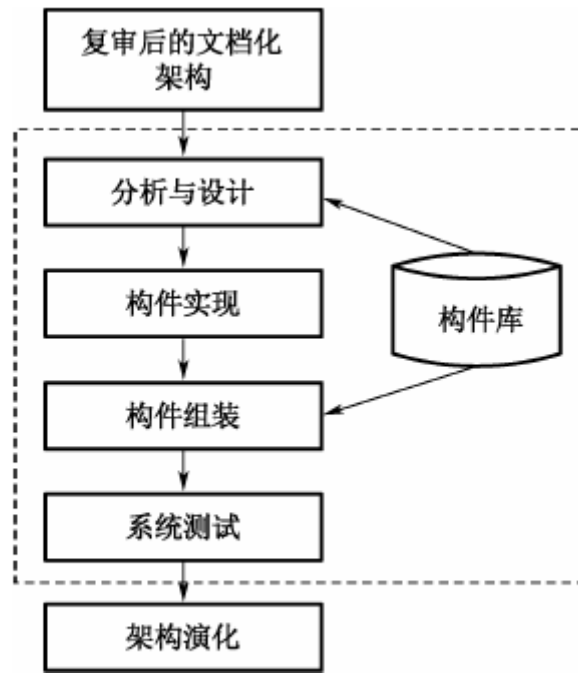 复审后的文档化
架构
分析与设计
构件实现
构件库
构件组装
系统测试
架构演化